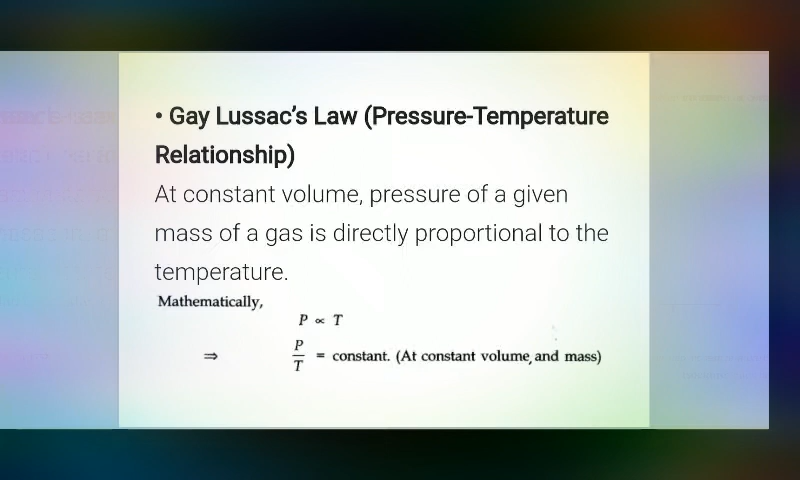 • Gay Lussac's Law (Pressure-Temperature
Relationship)
At constant volume, pressure of a given
mass of a gas is directly proportional to the
temperature.
Mathematically,
P ∝ T
⇒ P/T = constant. (At constant volume, and mass)